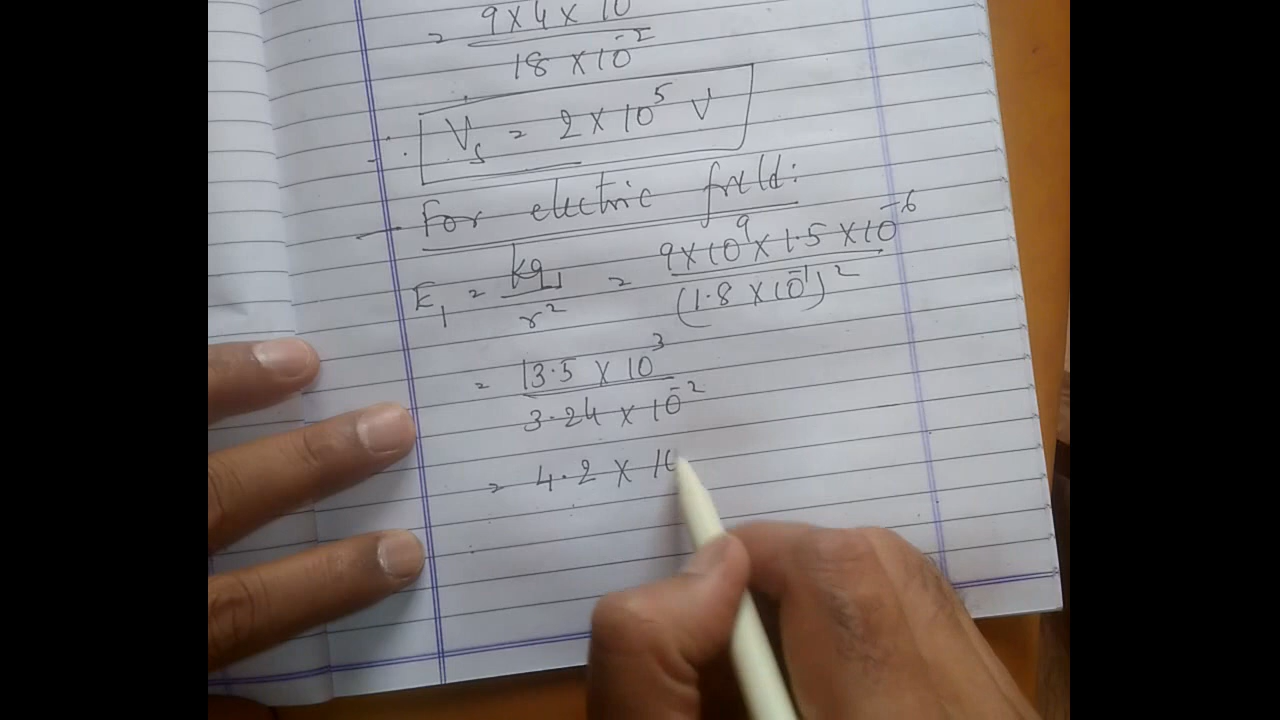 = 9 × 4 × 10 / 18 × 10⁻²
∴ Vs = 2 × 10⁵ V
For electric field:
E₁ = kq₁ / r² = 9 × 10⁹ × 1.5 × 10⁻⁶ / (1.8 × 10⁻¹)²
= 13.5 × 10³ / 3.24 × 10⁻²
= 4.2 × 10